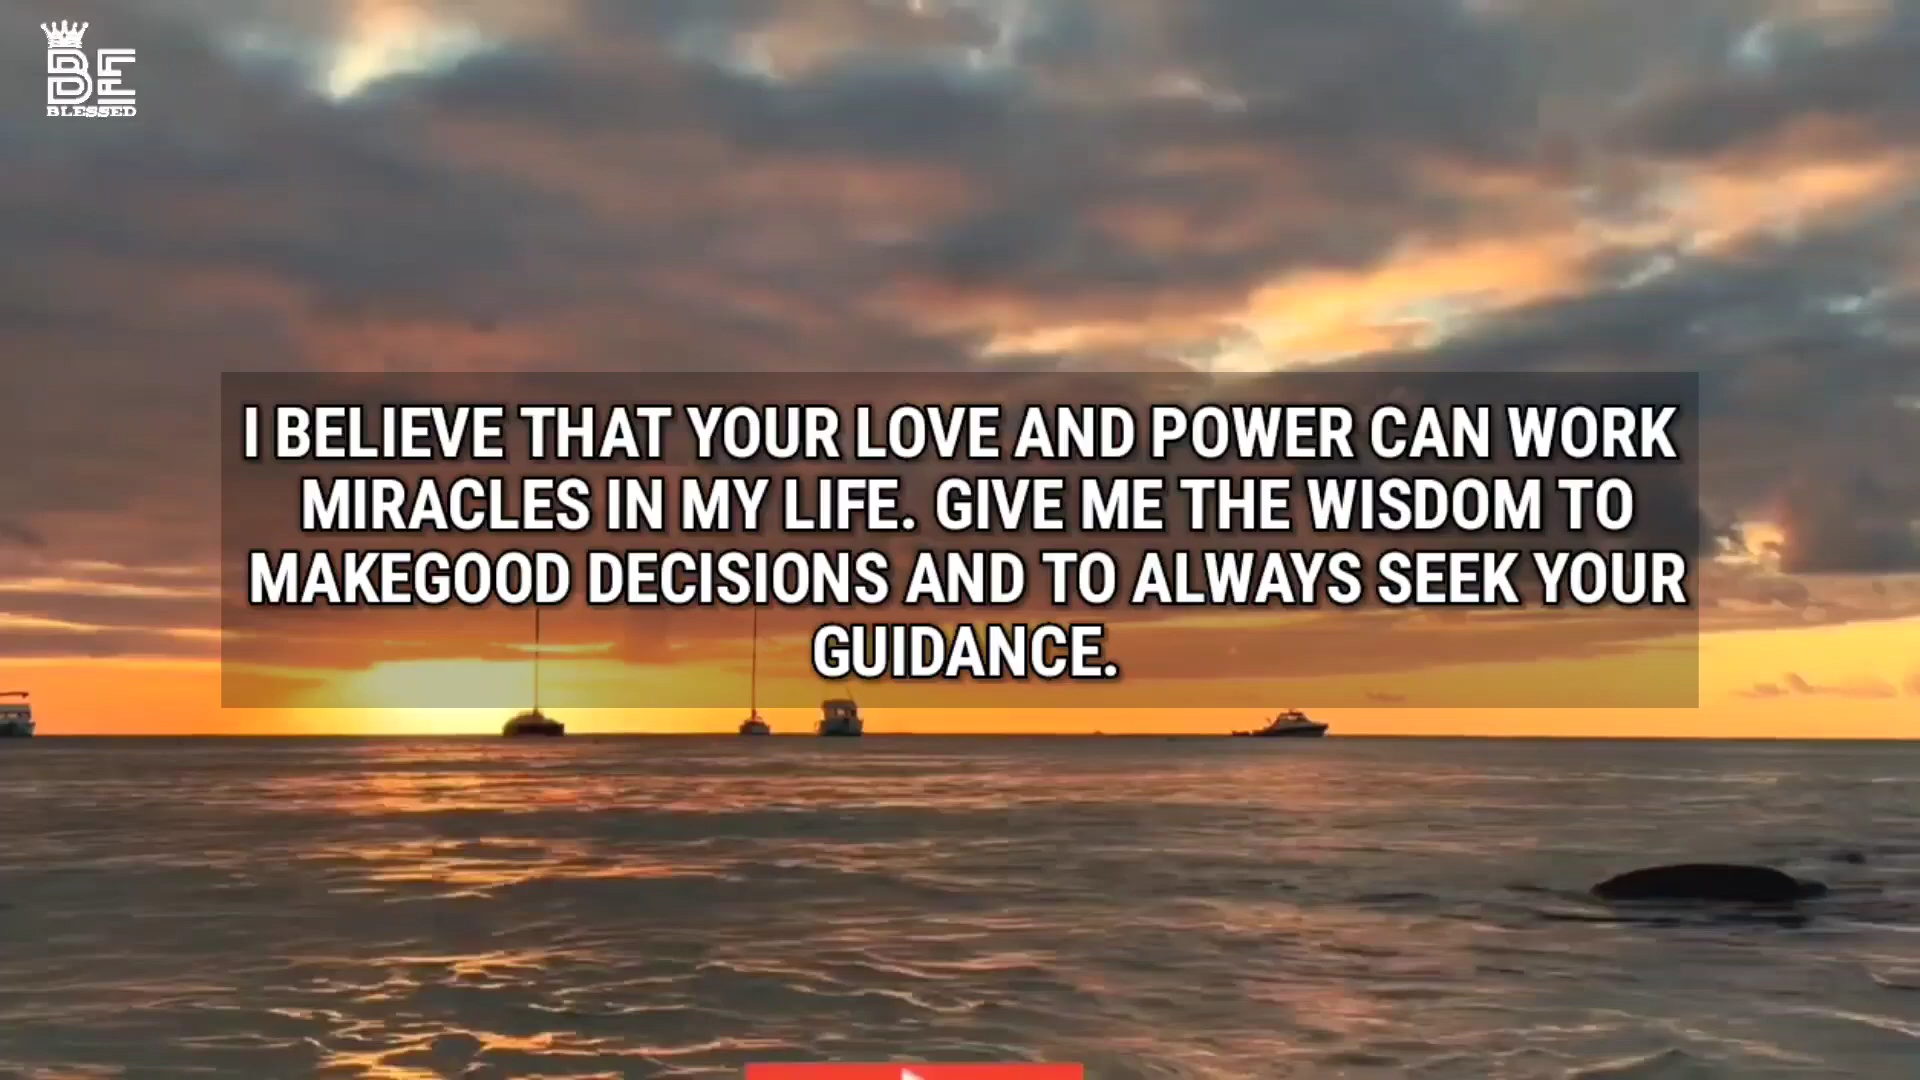 BE
BLESSED
I BELIEVE THAT YOUR LOVE AND POWER CAN WORK
MIRACLES IN MY LIFE. GIVE ME THE WISDOM TO
MAKEGOOD DECISIONS AND TO ALWAYS SEEK YOUR
GUIDANCE.